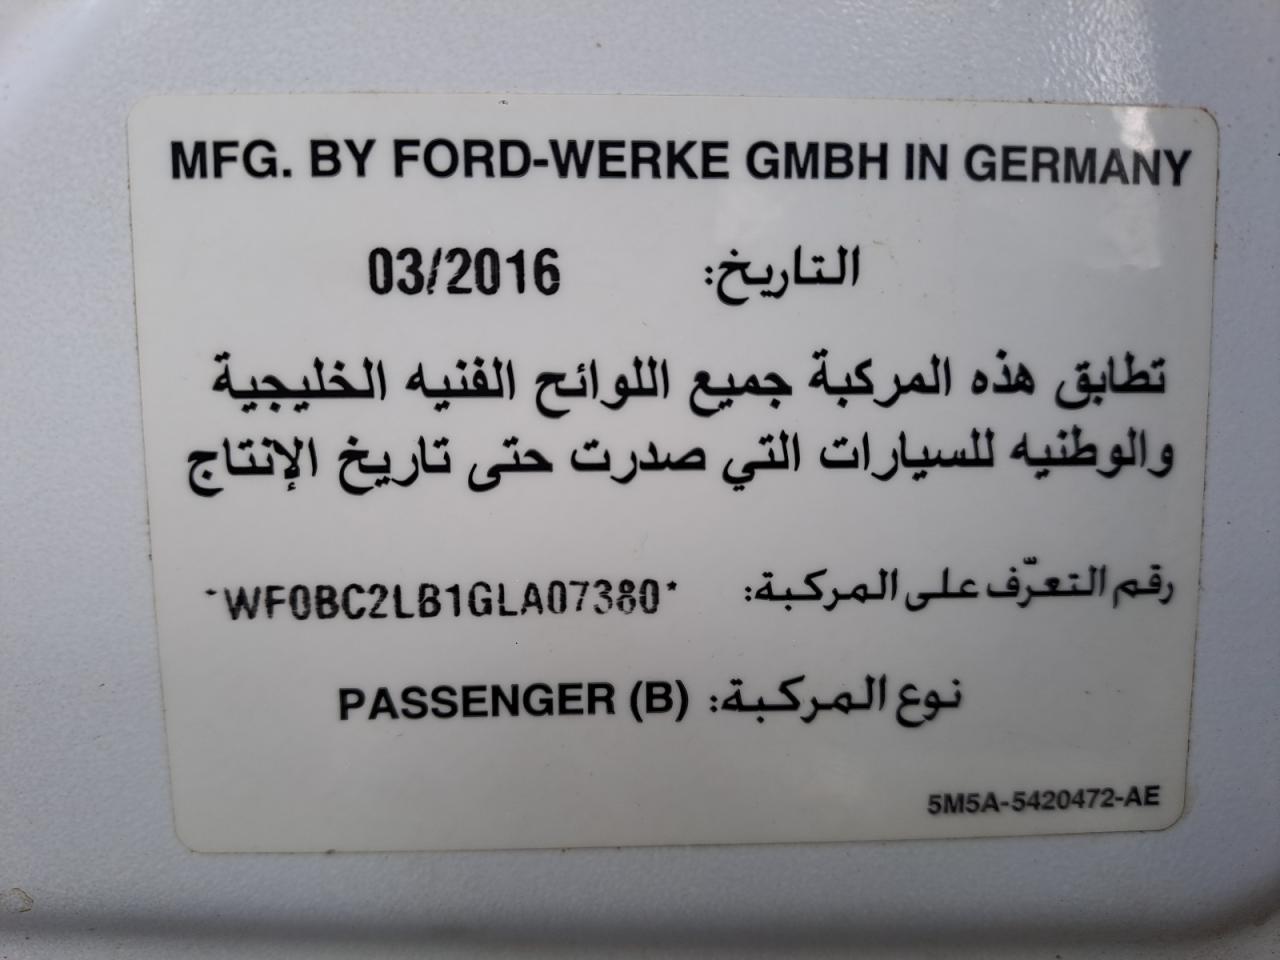 MFG. BY FORD-WERKE GMBH IN GERMANY
التاريخ: 03/2016
تطابق هذه المركبة جميع اللوائح الفنيه الخليجية
والوطنيه للسيارات التي صدرت حتى تاريخ الإنتاج
رقم التعرّف على المركبة: *WF0BC2LB1GLA07380*
نوع المركبة: PASSENGER (B)
5M5A-5420472-AE